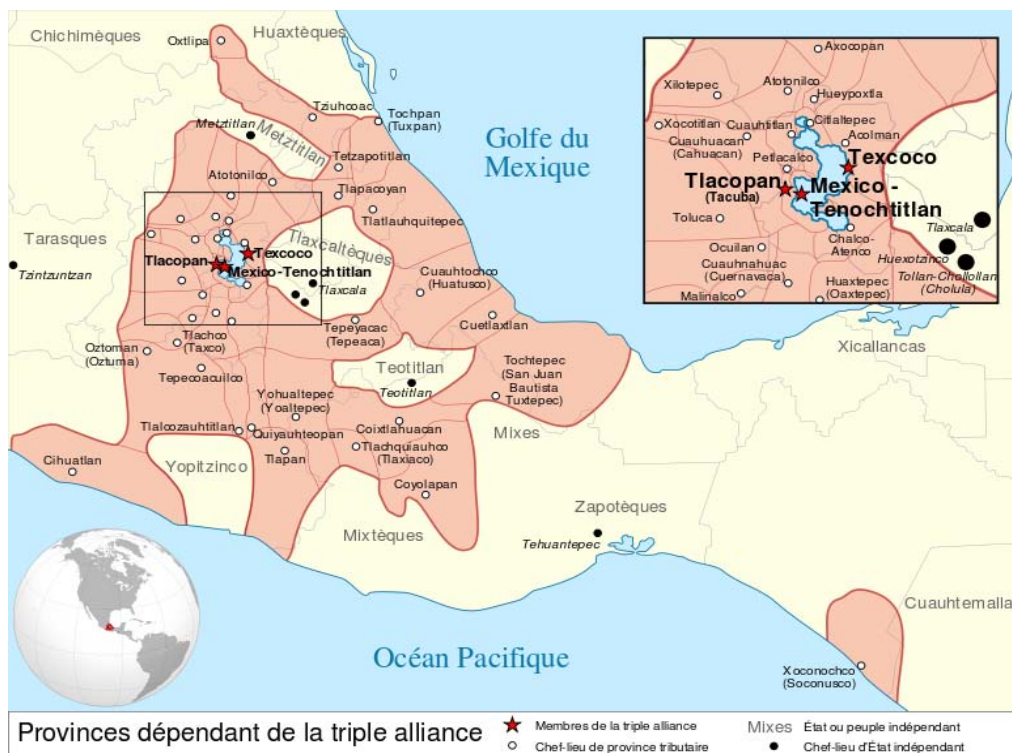 Chichimèques
Huaxtèques
Oxtlipa
Tziuhcoac
Tochpan
(Tuxpan)
Metztitlan
Metztitlan
Golfe du
Mexique
Tetzapotitlan
Atotonilco
Tlapacoyan
Tlatlauhquitepec
Tarasques
Tzintzuntzan
Tlaxcaltèques
Texcoco
Tlacopan
Mexico-Tenochtitlan
Tlaxcala
Cuauhtochco
(Huatusco)
Cuetlaxtlan
Tepeyacac
(Tepeaca)
Tlachco
(Taxco)
Oztoman
(Oztuma)
Tepecoacuilco
Teotitlan
Teotitlan
Tochtepec
(San Juan
Bautista
Tuxtepec)
Yohualtepec
(Yoaltepec)
Tlalcozauhtitlan
Quiyauhteopan
Coixtlahuacan
Mixes
Tlachquiauhco
(Tlaxiaco)
Tlapan
Cihuatlan
Yopitzinco
Coyolapan
Mixtèques
Zapotèques
Tehuantepec
Xicallancas
Cuauhtemalla
Xoconochco
(Soconusco)
Océan Pacifique
Axocopan
Xilotepec
Atotonilco
Hueypoxtla
Xocotitlan
Cuauhtitlan
Citlaltepec
Cuauhuacan
(Cahuacan)
Acolman
Petlacalco
Texcoco
Tlacopan
(Tacuba)
Mexico -
Tenochtitlan
Toluca
Tlaxcala
Chalco-
Atenco
Ocuilan
Huexotzinco
Cuauhnahuac
(Cuernavaca)
Tollan-Chollollan
(Cholula)
Malinalco
Huaxtepec
(Oaxtepec)
Provinces dépendant de la triple alliance
Membres de la triple alliance
Chef-lieu de province tributaire
Mixes
État ou peuple indépendant
Chef-lieu d'État indépendant